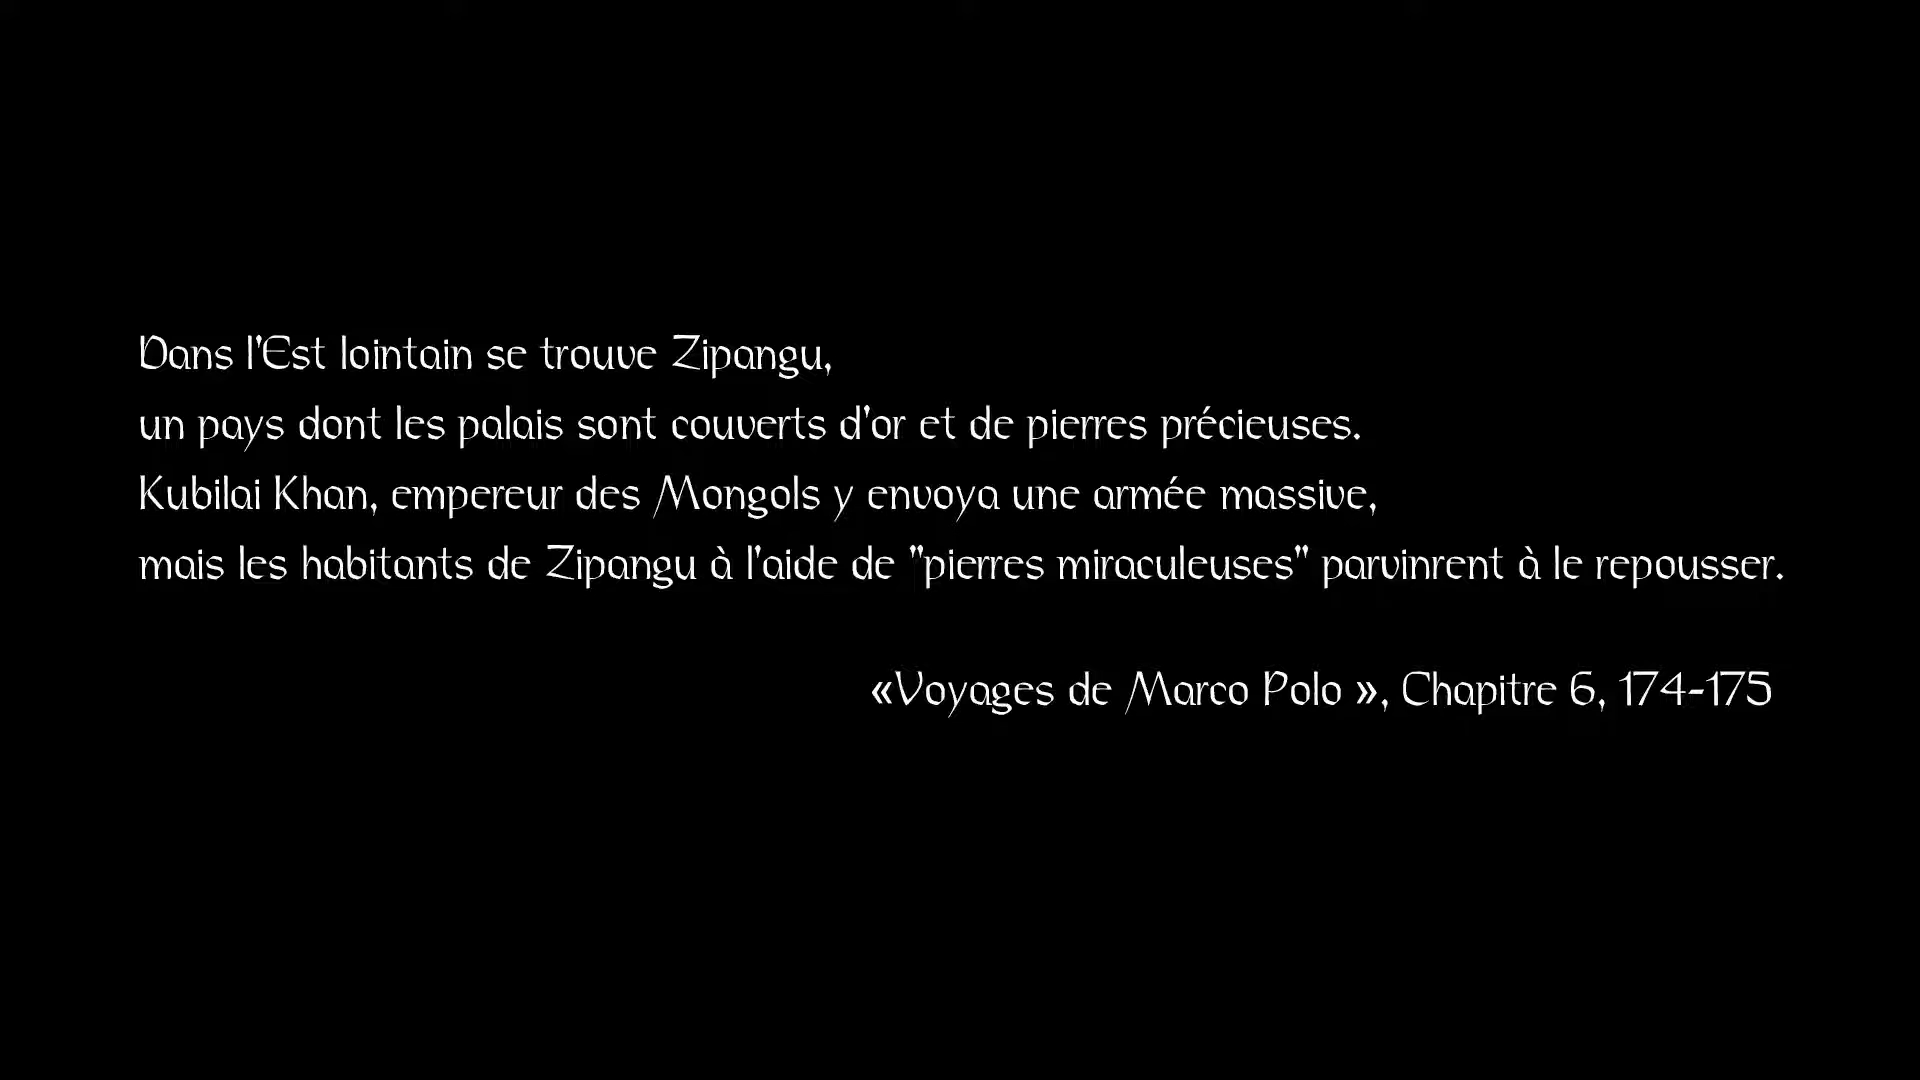 Dans l'Est lointain se trouve Zipangu,
un pays dont les palais sont couverts d'or et de pierres précieuses.
Kubilai Khan, empereur des Mongols y envoya une armée massive,
mais les habitants de Zipangu à l'aide de "pierres miraculeuses" parvinrent à le repousser.
«Voyages de Marco Polo », Chapitre 6, 174-175